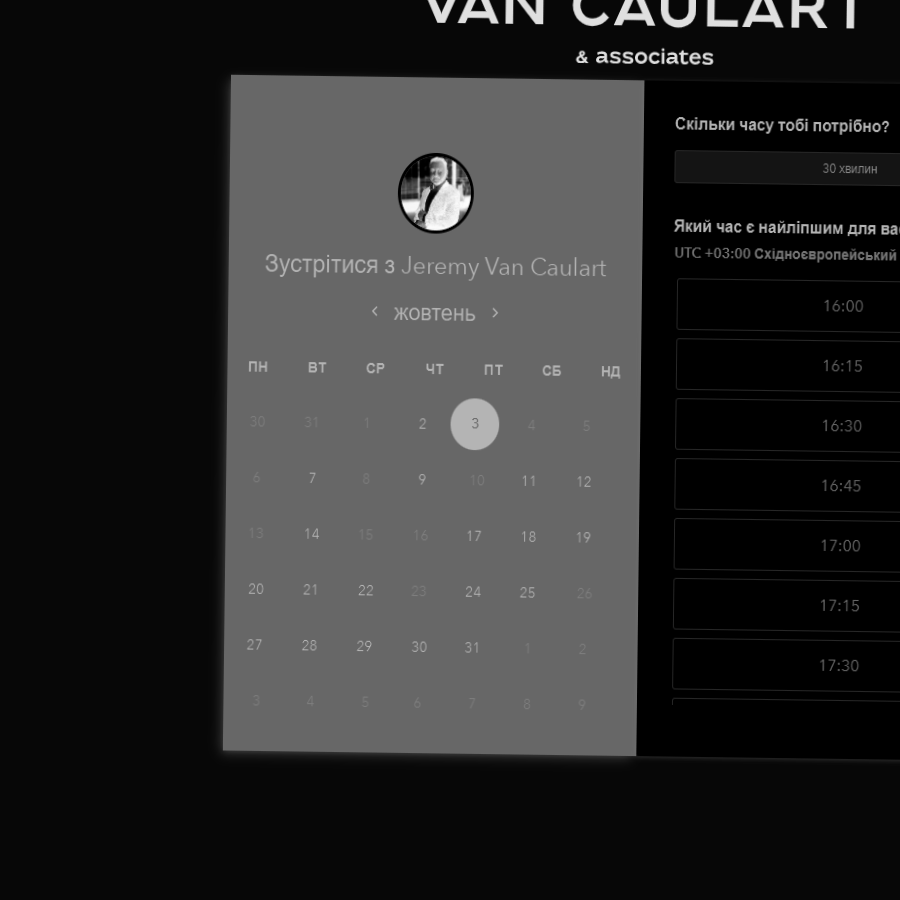 VAN CAULART
& associates
Зустрітися з Jeremy Van Caulart
‹ жовтень ›
ПН ВТ СР ЧТ ПТ СБ НД
30 31 1 2 3 4 5
6 7 8 9 10 11 12
13 14 15 16 17 18 19
20 21 22 23 24 25 26
27 28 29 30 31 1 2
3 4 5 6 7 8 9
Скільки часу тобі потрібно?
30 хвилин
Який час є найліпшим для
UTC +03:00 Східноєвропейський
16:00
16:15
16:30
16:45
17:00
17:15
17:30